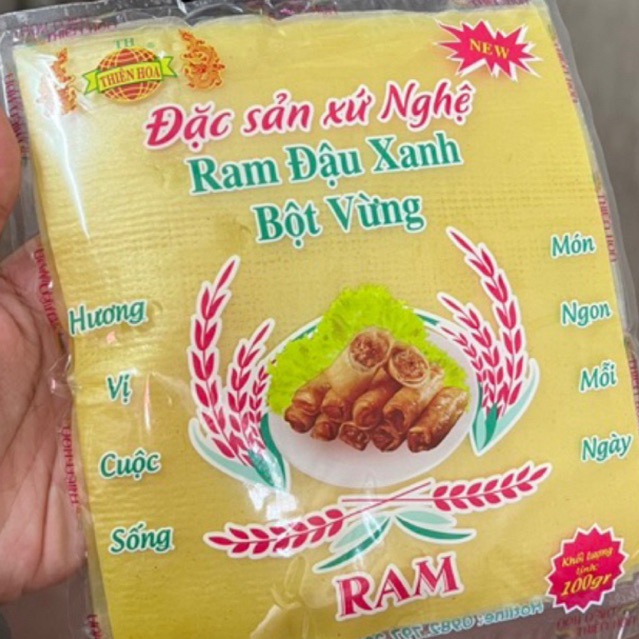 TH
THIÊN HOA
NEW
Đặc sản xứ Nghệ
Ram Đậu Xanh
Bột Vừng
Hương
Vị
Cuộc
Sống
Món
Ngon
Mỗi
Ngày
RAM
Khối lượng
tịnh:
100gr